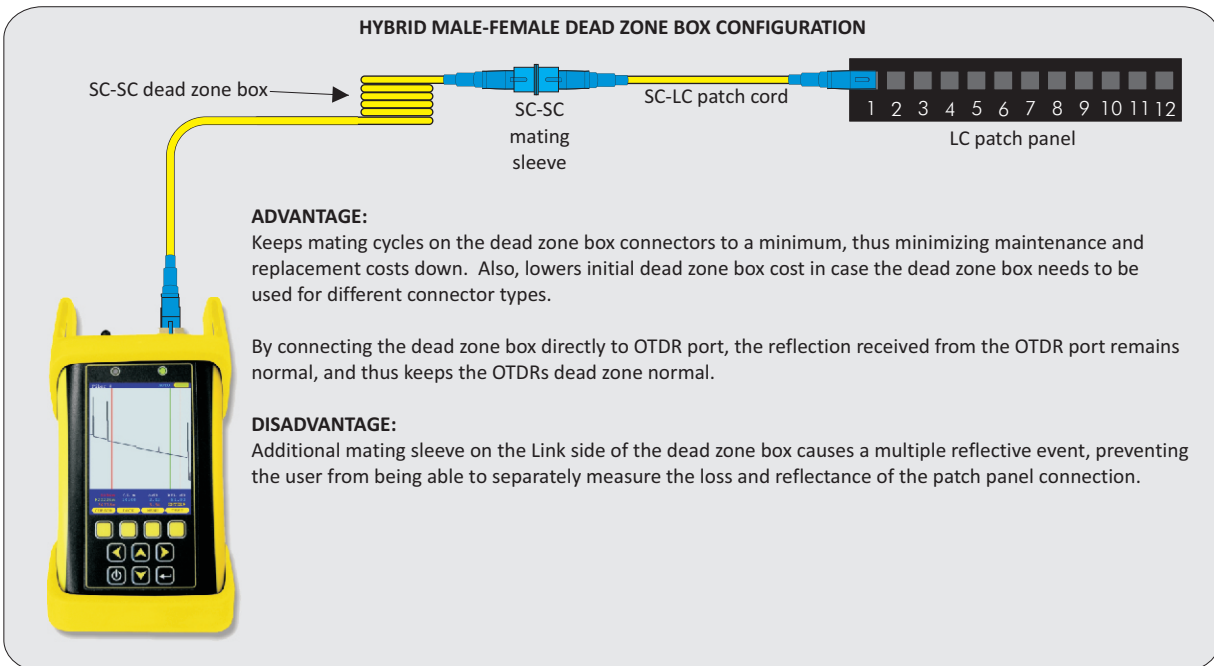 HYBRID MALE-FEMALE DEAD ZONE BOX CONFIGURATION
SC-SC dead zone box
SC-SC
mating
sleeve
SC-LC patch cord
1 2 3 4 5 6 7 8 9 10 11 12
LC patch panel
ADVANTAGE:
Keeps mating cycles on the dead zone box connectors to a minimum, thus minimizing maintenance and
replacement costs down. Also, lowers initial dead zone box cost in case the dead zone box needs to be
used for different connector types.
By connecting the dead zone box directly to OTDR port, the reflection received from the OTDR port remains
normal, and thus keeps the OTDRs dead zone normal.
DISADVANTAGE:
Additional mating sleeve on the Link side of the dead zone box causes a multiple reflective event, preventing
the user from being able to separately measure the loss and reflectance of the patch panel connection.